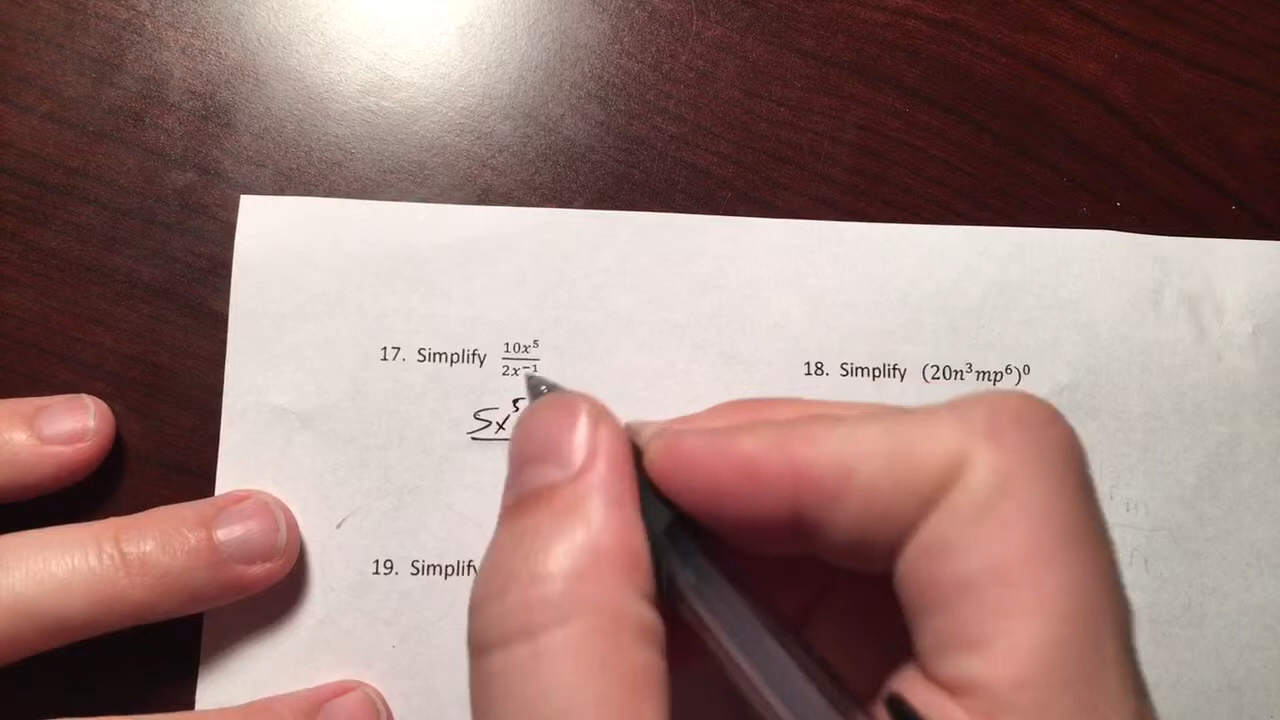 17. Simplify 10x⁵/2x⁻¹
5x⁵
18. Simplify (20n³mp⁶)⁰
19. Simplify